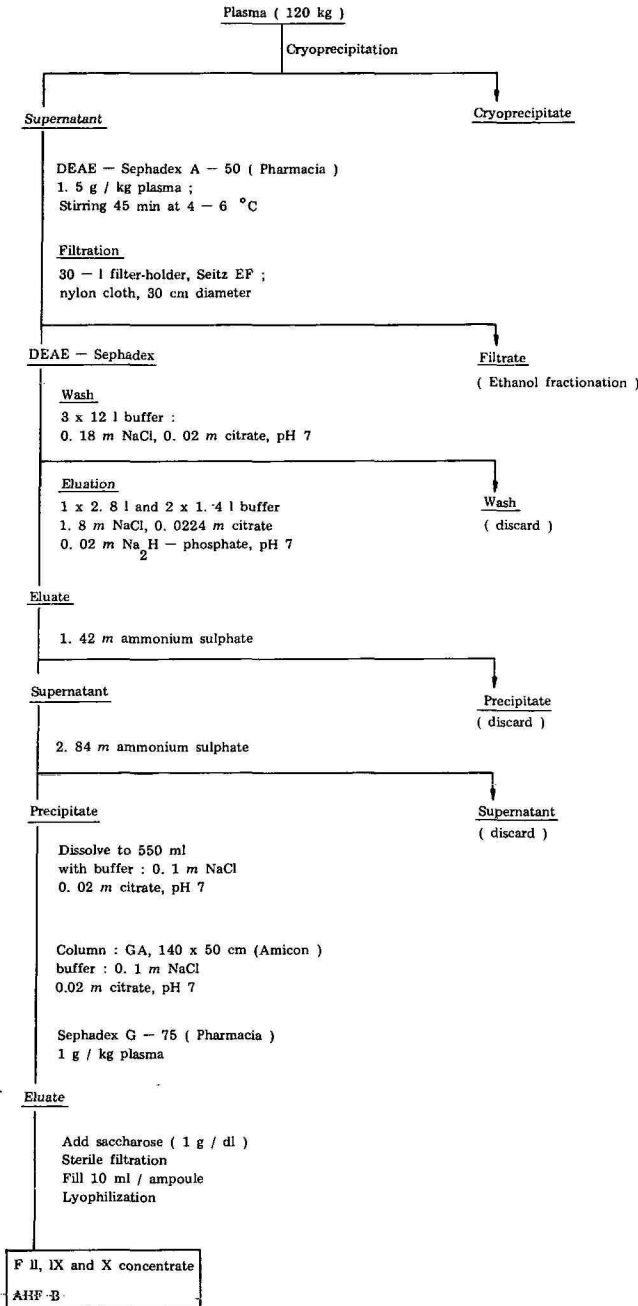 Plasma ( 120 kg )
Cryoprecipitation
Supernatant
Cryoprecipitate
DEAE — Sephadex A — 50 ( Pharmacia )
1. 5 g / kg plasma ;
Stirring 45 min at 4 — 6 °C
Filtration
30 — l filter-holder, Seitz EF ;
nylon cloth, 30 cm diameter
DEAE — Sephadex
Filtrate
( Ethanol fractionation )
Wash
3 x 12 l buffer :
0. 18 m NaCl, 0. 02 m citrate, pH 7
Eluation
1 x 2. 8 l and 2 x 1. 4 l buffer
1. 8 m NaCl, 0. 0224 m citrate
0. 02 m Na2H — phosphate, pH 7
Wash
( discard )
Eluate
1. 42 m ammonium sulphate
Supernatant
Precipitate
( discard )
2. 84 m ammonium sulphate
Precipitate
Supernatant
( discard )
Dissolve to 550 ml
with buffer : 0. 1 m NaCl
0. 02 m citrate, pH 7
Column : GA, 140 x 50 cm (Amicon )
buffer : 0. 1 m NaCl
0.02 m citrate, pH 7
Sephadex G — 75 ( Pharmacia )
1 g / kg plasma
Eluate
Add saccharose ( 1 g / dl )
Sterile filtration
Fill 10 ml / ampoule
Lyophilization
F II, IX and X concentrate
AHF-B